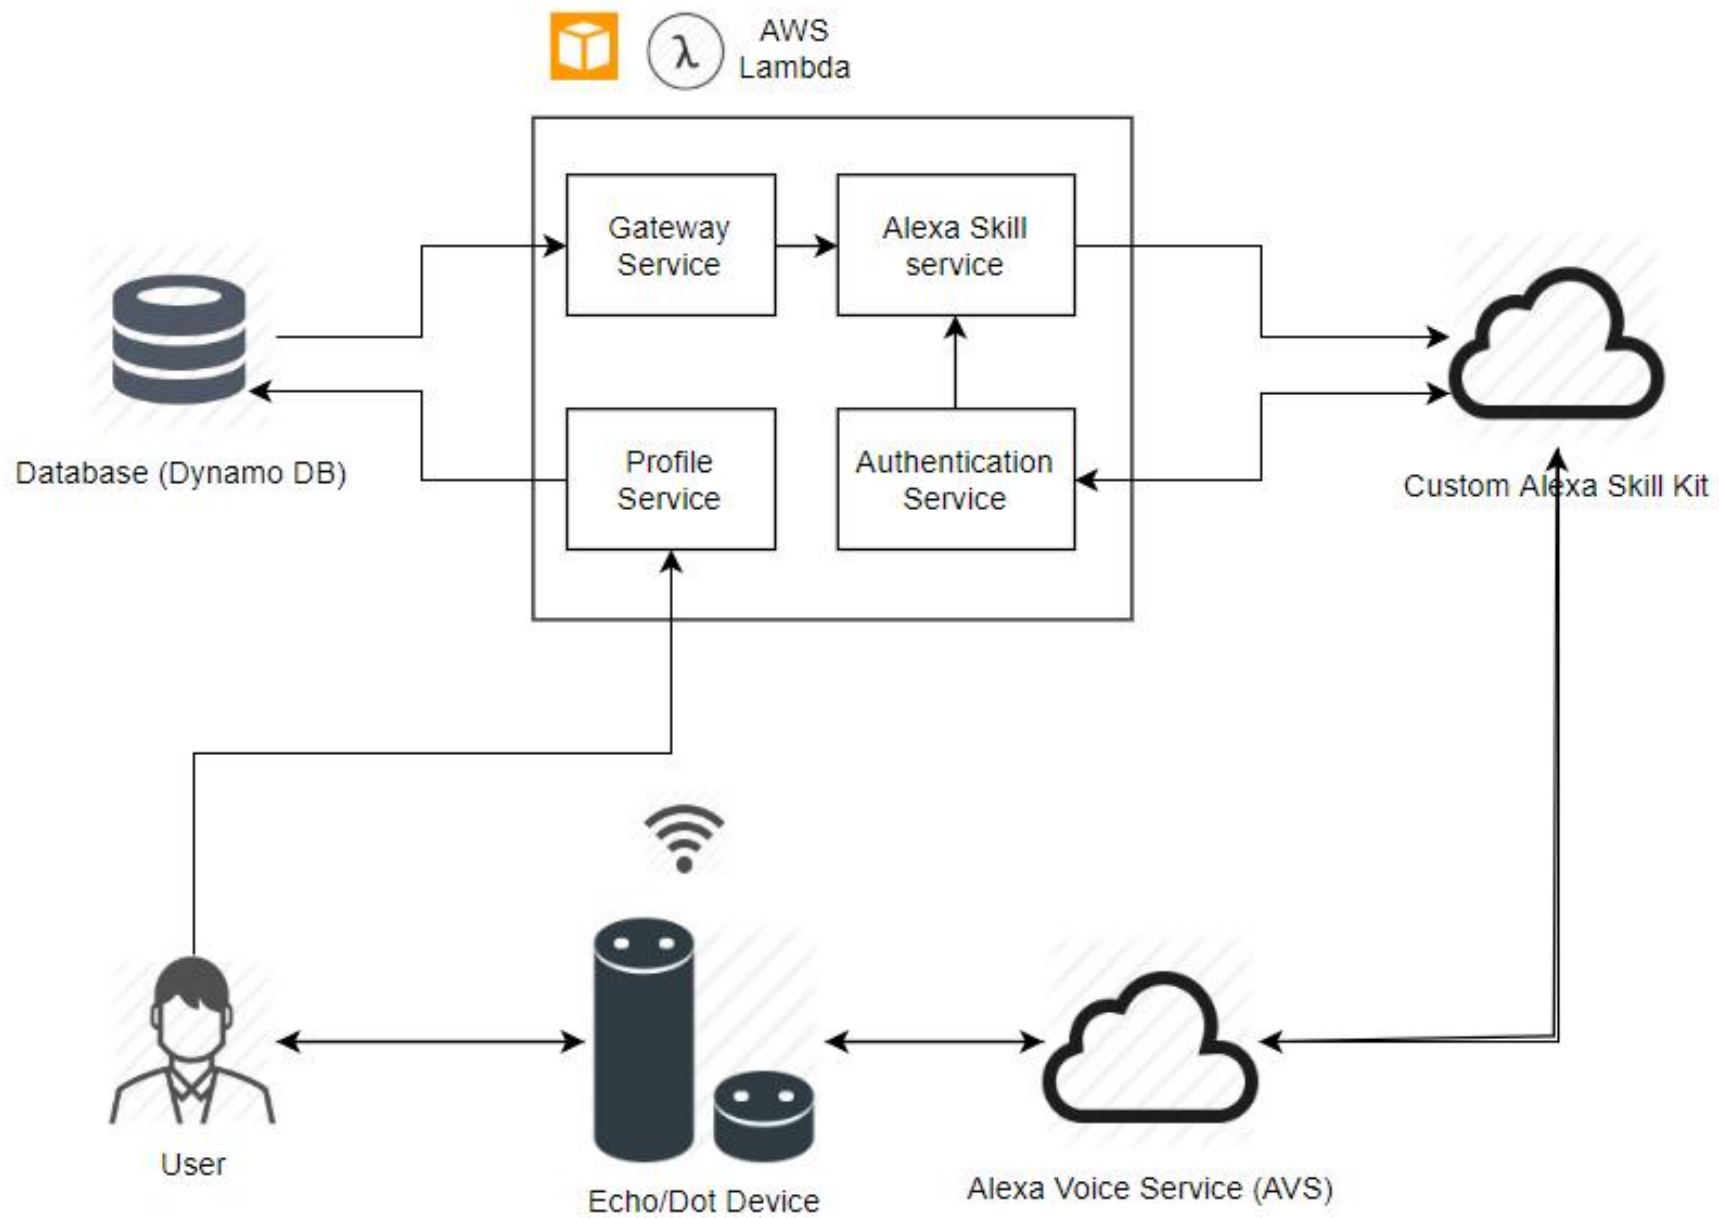 AWS
Lambda
Gateway
Service
Alexa Skill
service
Database (Dynamo DB)
Profile
Service
Authentication
Service
Custom Alexa Skill Kit
User
Echo/Dot Device
Alexa Voice Service (AVS)